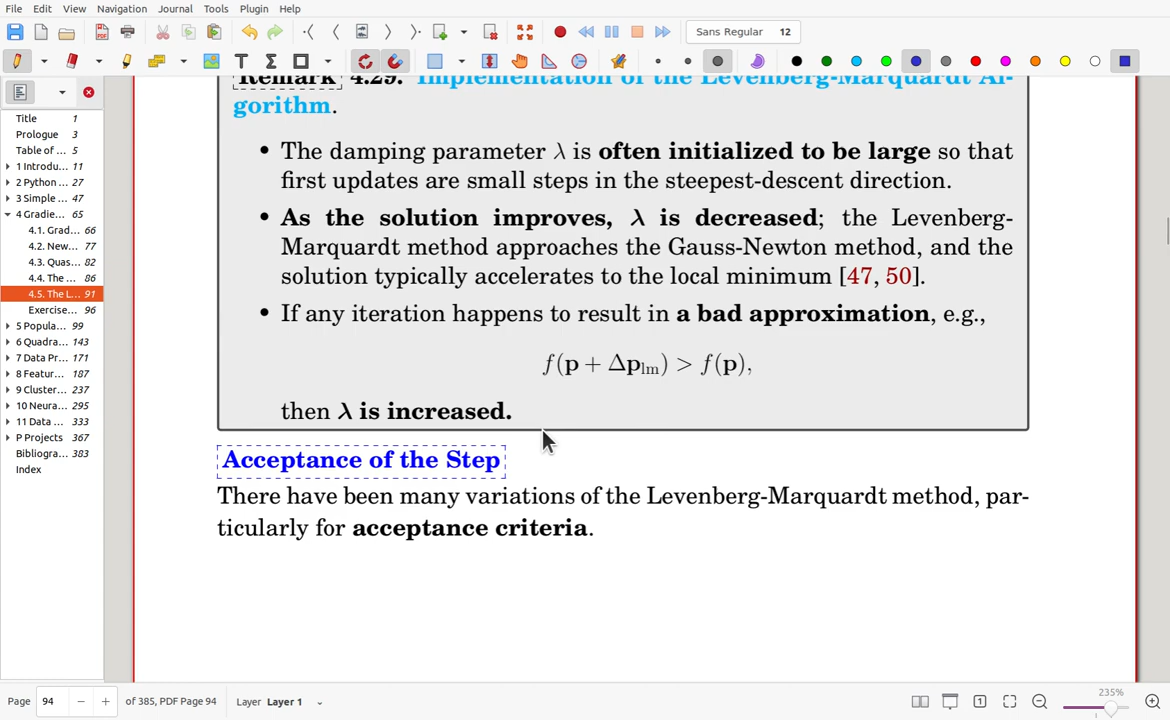 File Edit View Navigation Journal Tools Plugin Help
Sans Regular 12
Title 1
Prologue 3
Table of ... 5
1 Introdu... 11
2 Python ... 27
3 Simple ... 47
4 Gradie... 65
4.1. Grad... 66
4.2. New... 77
4.3. Quas... 82
4.4. The ... 86
4.5. The L... 91
Exercise... 96
5 Popula... 99
6 Quadra... 143
7 Data Pr... 171
8 Featur... 187
9 Cluster... 237
10 Neura... 295
11 Data ... 333
P Projects 367
Bibliogra... 383
Index
Remark 4.29. Implementation of the Levenberg-Marquardt Al-
gorithm.
• The damping parameter λ is often initialized to be large so that
first updates are small steps in the steepest-descent direction.
• As the solution improves, λ is decreased; the Levenberg-
Marquardt method approaches the Gauss-Newton method, and the
solution typically accelerates to the local minimum [47, 50].
• If any iteration happens to result in a bad approximation, e.g.,
f(p + Δp_lm) > f(p),
then λ is increased.
Acceptance of the Step
There have been many variations of the Levenberg-Marquardt method, par-
ticularly for acceptance criteria.
Page 94 of 385, PDF Page 94 Layer Layer 1 235%